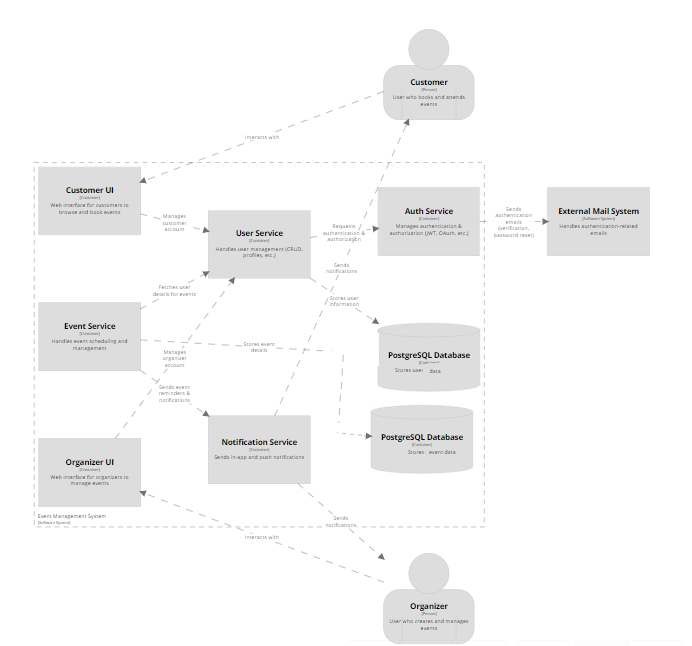 Customer
[Person]
User who books and attends
events
Interacts with
Customer UI
[Container]
Web interface for customers to
browse and book events
Manages
customer
account
User Service
[Container]
Handles user management (CRUD,
profiles, etc.)
Requests
authentication &
authorization
Auth Service
[Container]
Manages authentication &
authorization (JWT, OAuth, etc.)
Sends
authentication
emails
(verification,
password reset)
External Mail System
[Software System]
Handles authentication-related
emails
Sends
notifications
Fetches user
details for events
Stores user
information
Event Service
[Container]
Handles event scheduling and
management
Stores event
details
Manages
organizer
account
PostgreSQL Database
Stores user data
Sends event
reminders &
notifications
PostgreSQL Database
[Container]
Stores event data
Notification Service
[Container]
Sends in-app and push notifications
Organizer UI
[Container]
Web interface for organizers to
manage events
Event Management System
[Software System]
Sends
notifications
Interacts with
Organizer
[Person]
User who creates and manages
events